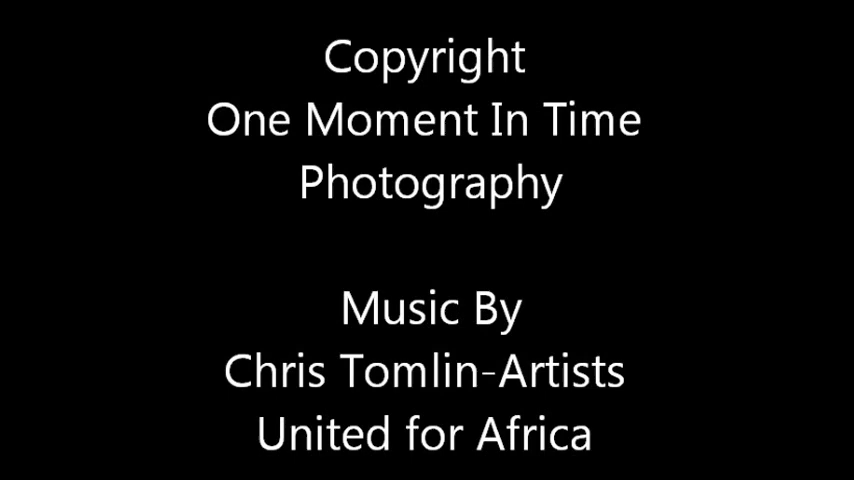 Copyright
One Moment In Time
Photography
Music By
Chris Tomlin-Artists
United for Africa